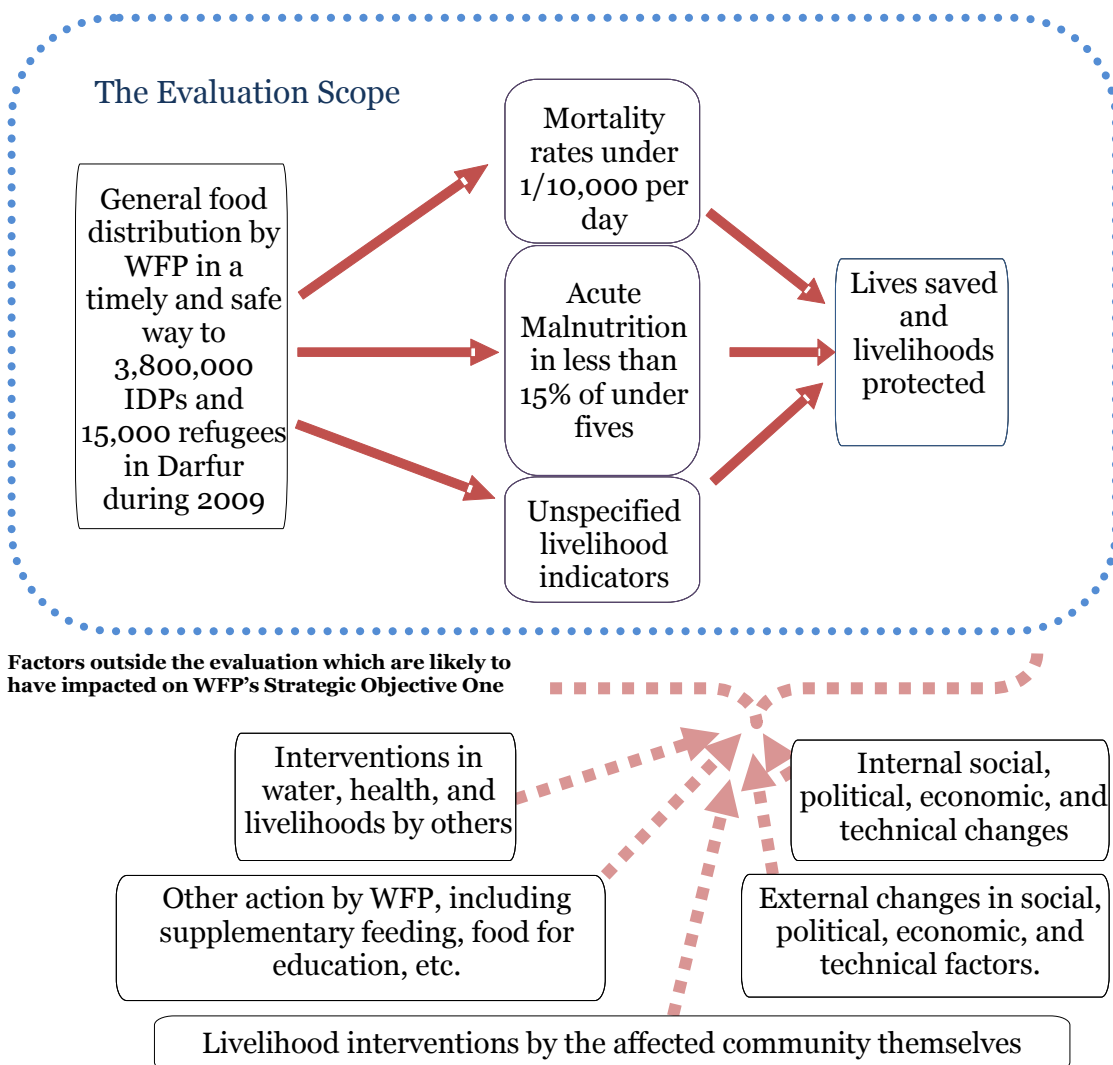 The Evaluation Scope
General food
distribution by
WFP in a
timely and safe
way to
3,800,000
IDPs and
15,000 refugees
in Darfur
during 2009
Mortality
rates under
1/10,000 per
day
Acute
Malnutrition
in less than
15% of under
fives
Unspecified
livelihood
indicators
Lives saved
and
livelihoods
protected
Factors outside the evaluation which are likely to
have impacted on WFP's Strategic Objective One
Interventions in
water, health, and
livelihoods by others
Internal social,
political, economic, and
technical changes
Other action by WFP, including
supplementary feeding, food for
education, etc.
External changes in social,
political, economic, and
technical factors.
Livelihood interventions by the affected community themselves